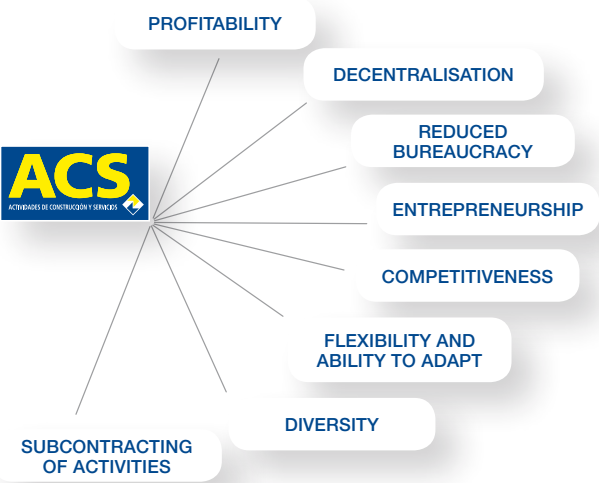 PROFITABILITY
DECENTRALISATION
REDUCED
BUREAUCRACY
ACS
ACTIVIDADES DE CONSTRUCCIÓN Y SERVICIOS
ENTREPRENEURSHIP
COMPETITIVENESS
FLEXIBILITY AND
ABILITY TO ADAPT
DIVERSITY
SUBCONTRACTING
OF ACTIVITIES